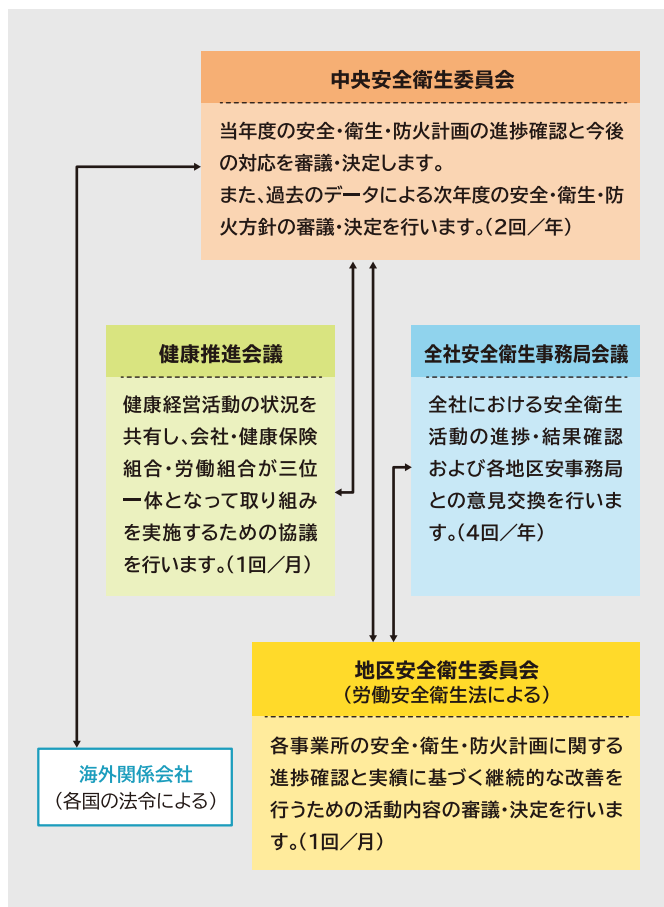 中央安全衛生委員会
当年度の安全・衛生・防火計画の進捗確認と今後
の対応を審議・決定します。
また、過去のデータによる次年度の安全・衛生・防
火方針の審議・決定を行います。（2回／年）
健康推進会議
健康経営活動の状況を
共有し、会社・健康保険
組合・労働組合が三位
一体となって取り組み
を実施するための協議
を行います。（1回／月）
全社安全衛生事務局会議
全社における安全衛生
活動の進捗・結果確認
および各地区安事務局
との意見交換を行いま
す。（4回／年）
地区安全衛生委員会
（労働安全衛生法による）
各事業所の安全・衛生・防火計画に関する
進捗確認と実績に基づく継続的な改善を
行うための活動内容の審議・決定を行いま
す。（1回／月）
海外関係会社
（各国の法令による）